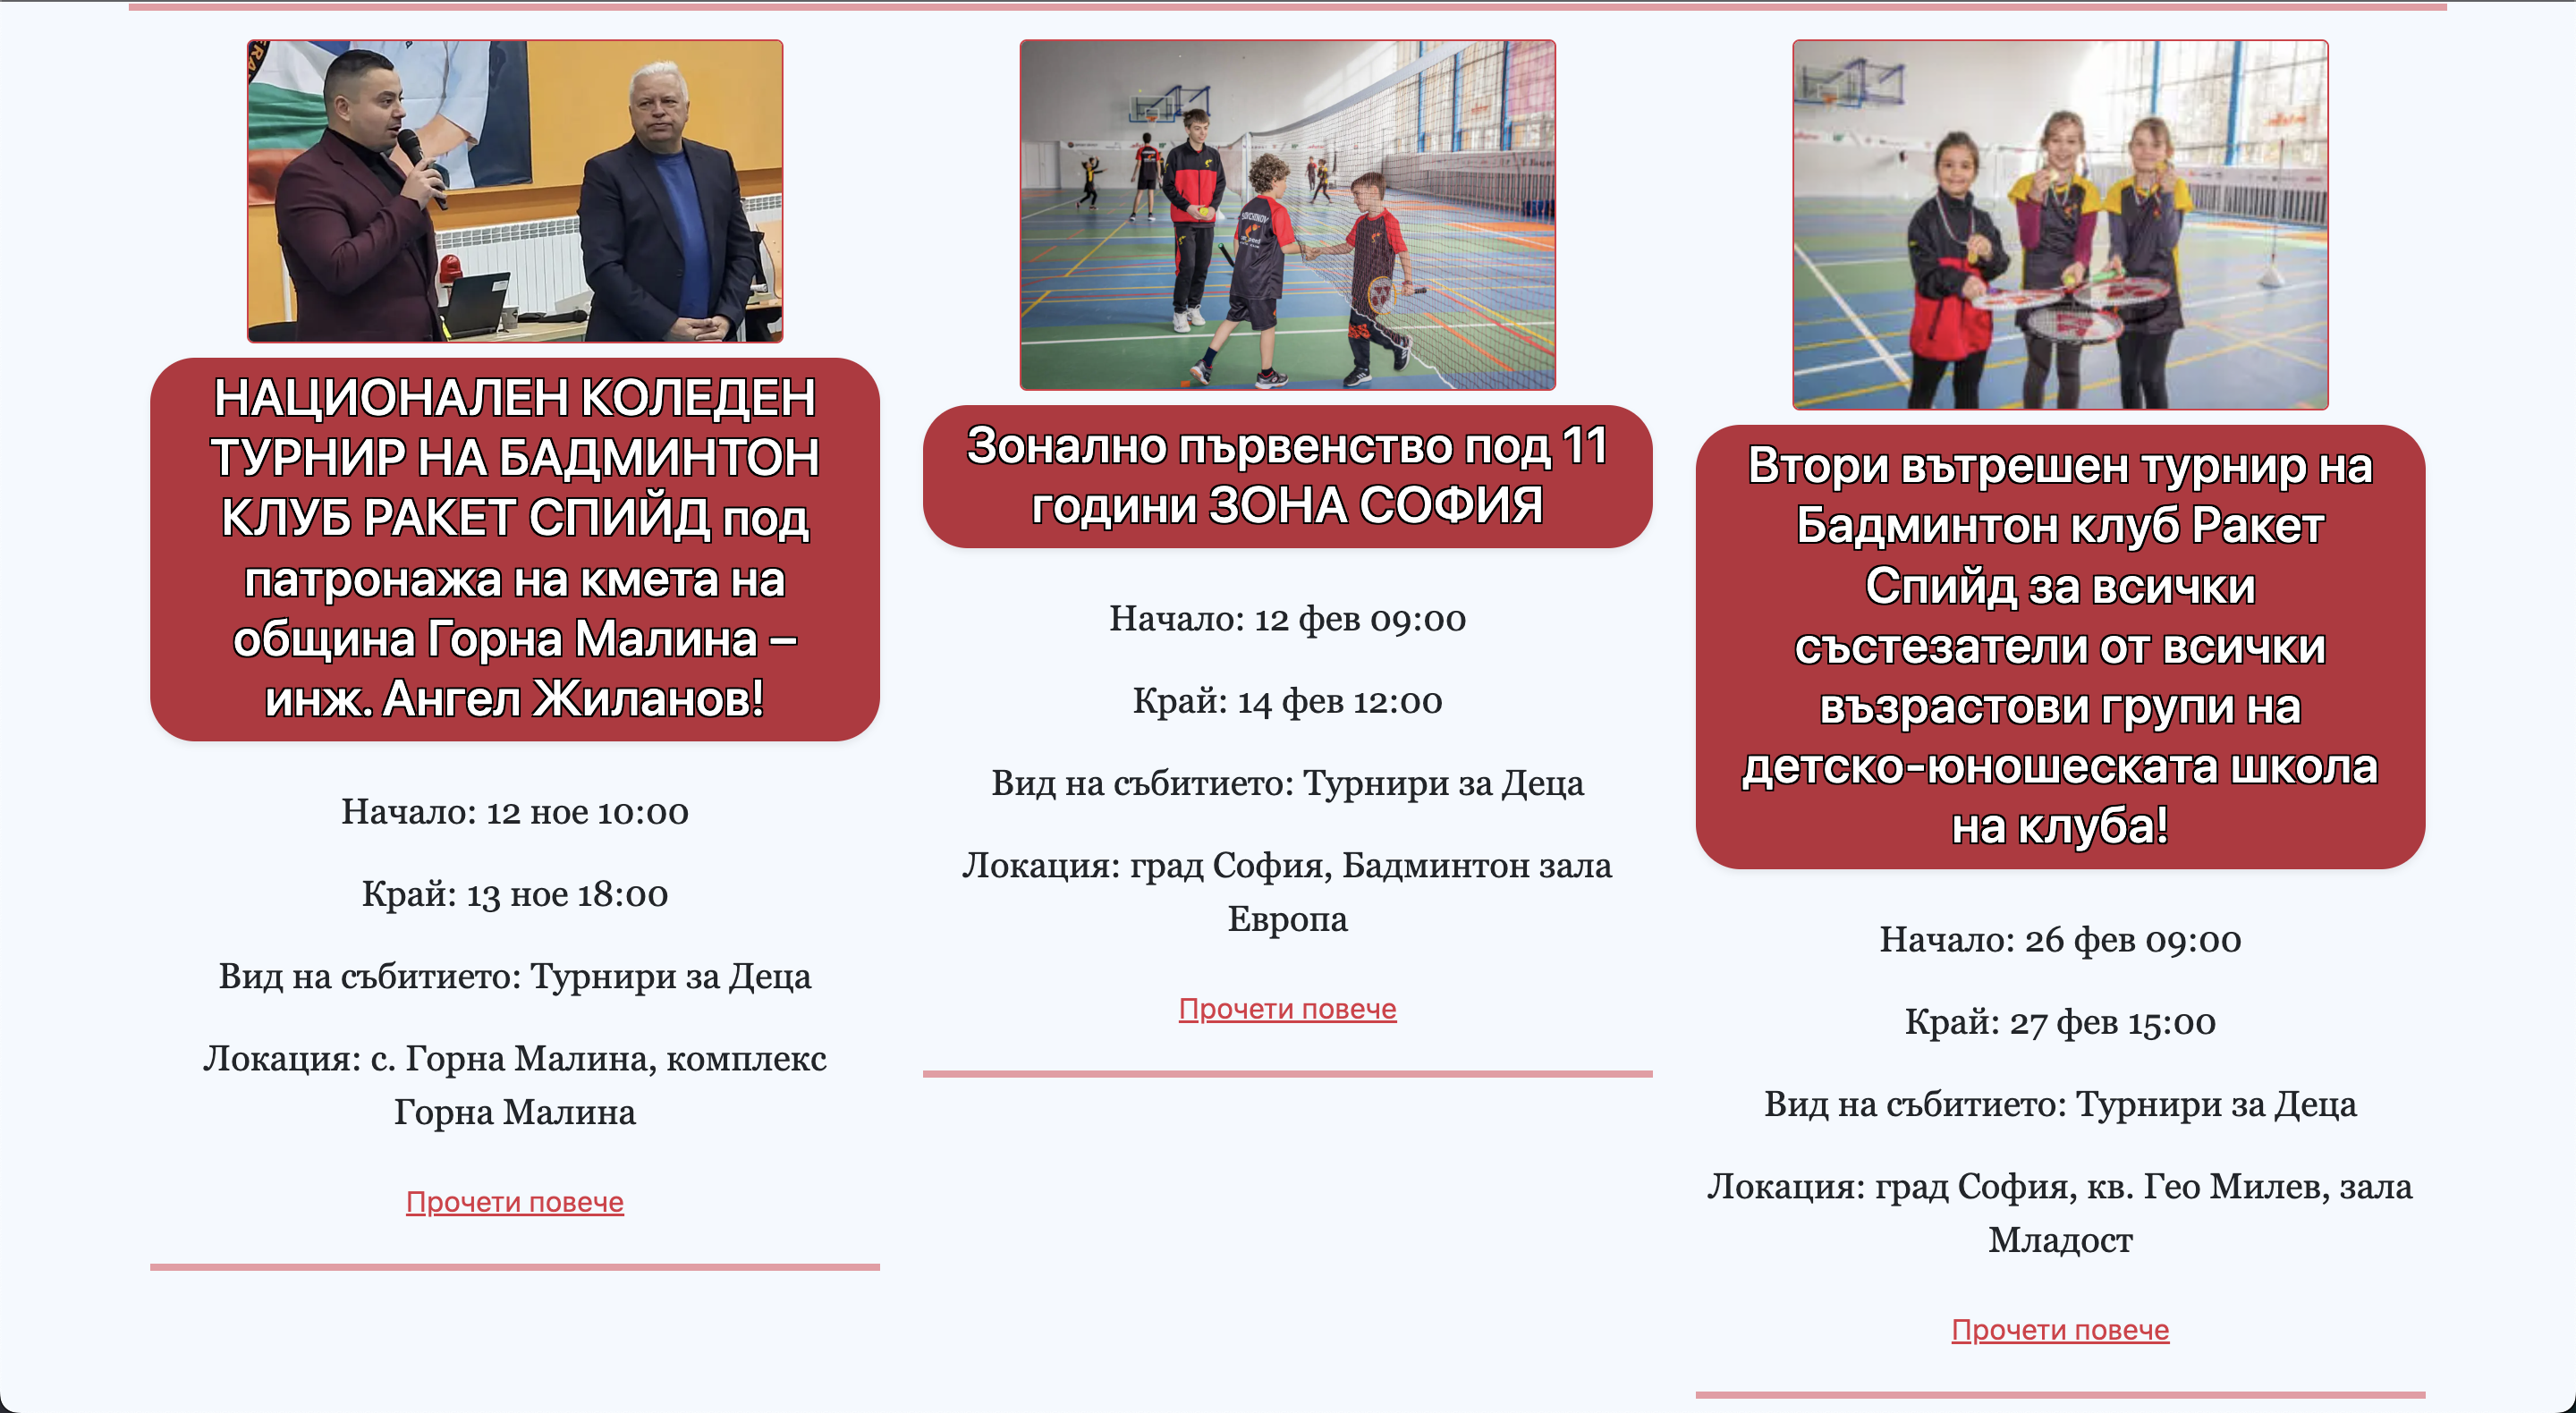 НАЦИОНАЛЕН КОЛЕДЕН
ТУРНИР НА БАДМИНТОН
КЛУБ РАКЕТ СПИЙД под
патронажа на кмета на
община Горна Малина –
инж. Ангел Жиланов!
Начало: 12 ное 10:00
Край: 13 ное 18:00
Вид на събитието: Турнири за Деца
Локация: с. Горна Малина, комплекс
Горна Малина
Прочети повече
Зонално първенство под 11
години ЗОНА СОФИЯ
Начало: 12 фев 09:00
Край: 14 фев 12:00
Вид на събитието: Турнири за Деца
Локация: град София, Бадминтон зала
Европа
Прочети повече
Втори вътрешен турнир на
Бадминтон клуб Ракет
Спийд за всички
състезатели от всички
възрастови групи на
детско-юношеската школа
на клуба!
Начало: 26 фев 09:00
Край: 27 фев 15:00
Вид на събитието: Турнири за Деца
Локация: град София, кв. Гео Милев, зала
Младост
Прочети повече